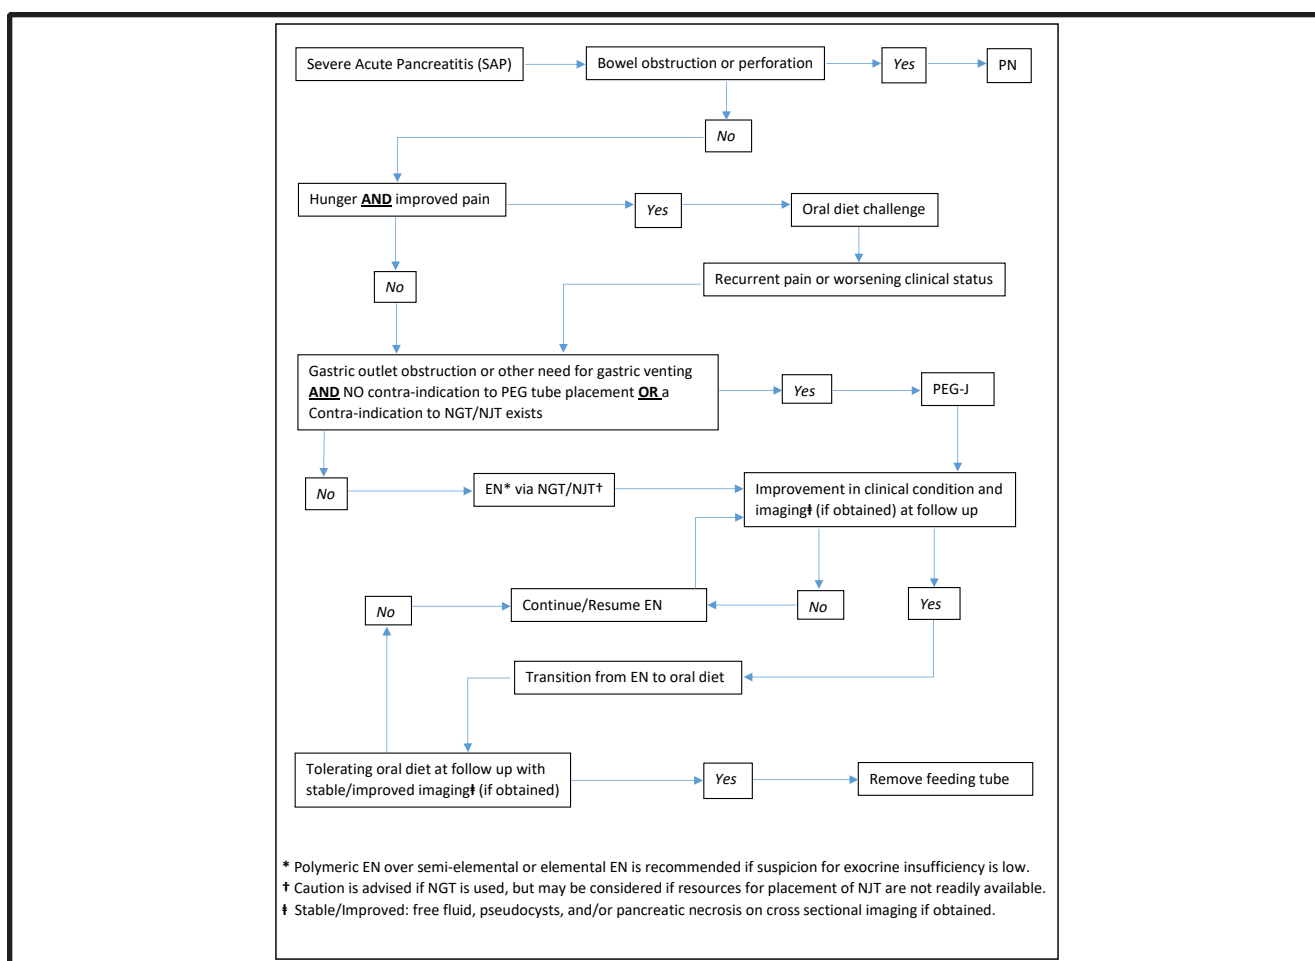 Severe Acute Pancreatitis (SAP)
Bowel obstruction or perforation
Yes
PN
No
Hunger AND improved pain
Yes
Oral diet challenge
No
Recurrent pain or worsening clinical status
Gastric outlet obstruction or other need for gastric venting
AND NO contra-indication to PEG tube placement OR a
Contra-indication to NGT/NJT exists
Yes
PEG-J
No
EN* via NGT/NJT†
Improvement in clinical condition and
imaging‡ (if obtained) at follow up
No
Continue/Resume EN
No
Yes
Transition from EN to oral diet
Tolerating oral diet at follow up with
stable/improved imaging‡ (if obtained)
Yes
Remove feeding tube
* Polymeric EN over semi-elemental or elemental EN is recommended if suspicion for exocrine insufficiency is low.
† Caution is advised if NGT is used, but may be considered if resources for placement of NJT are not readily available.
‡ Stable/Improved: free fluid, pseudocysts, and/or pancreatic necrosis on cross sectional imaging if obtained.